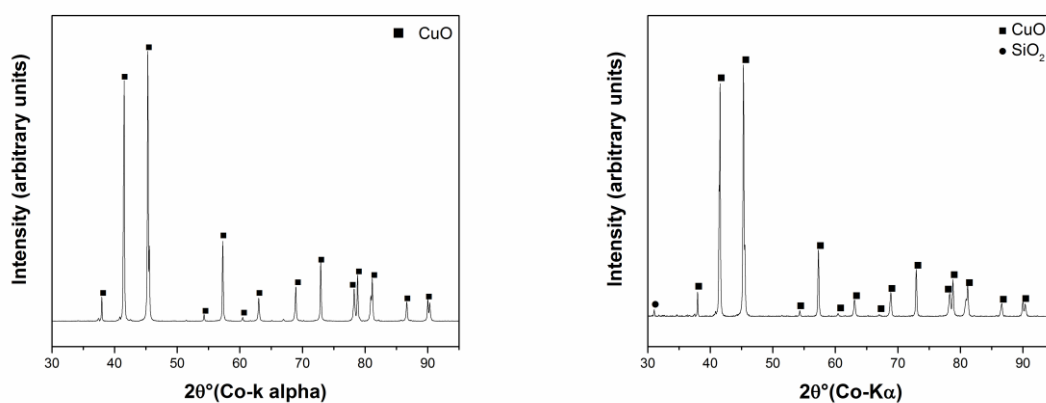 Intensity (arbitrary units)
■ CuO
30 40 50 60 70 80 90
2θ°(Co-k alpha)
Intensity (arbitrary units)
■ CuO
● SiO₂
30 40 50 60 70 80 90
2θ°(Co-Kα)